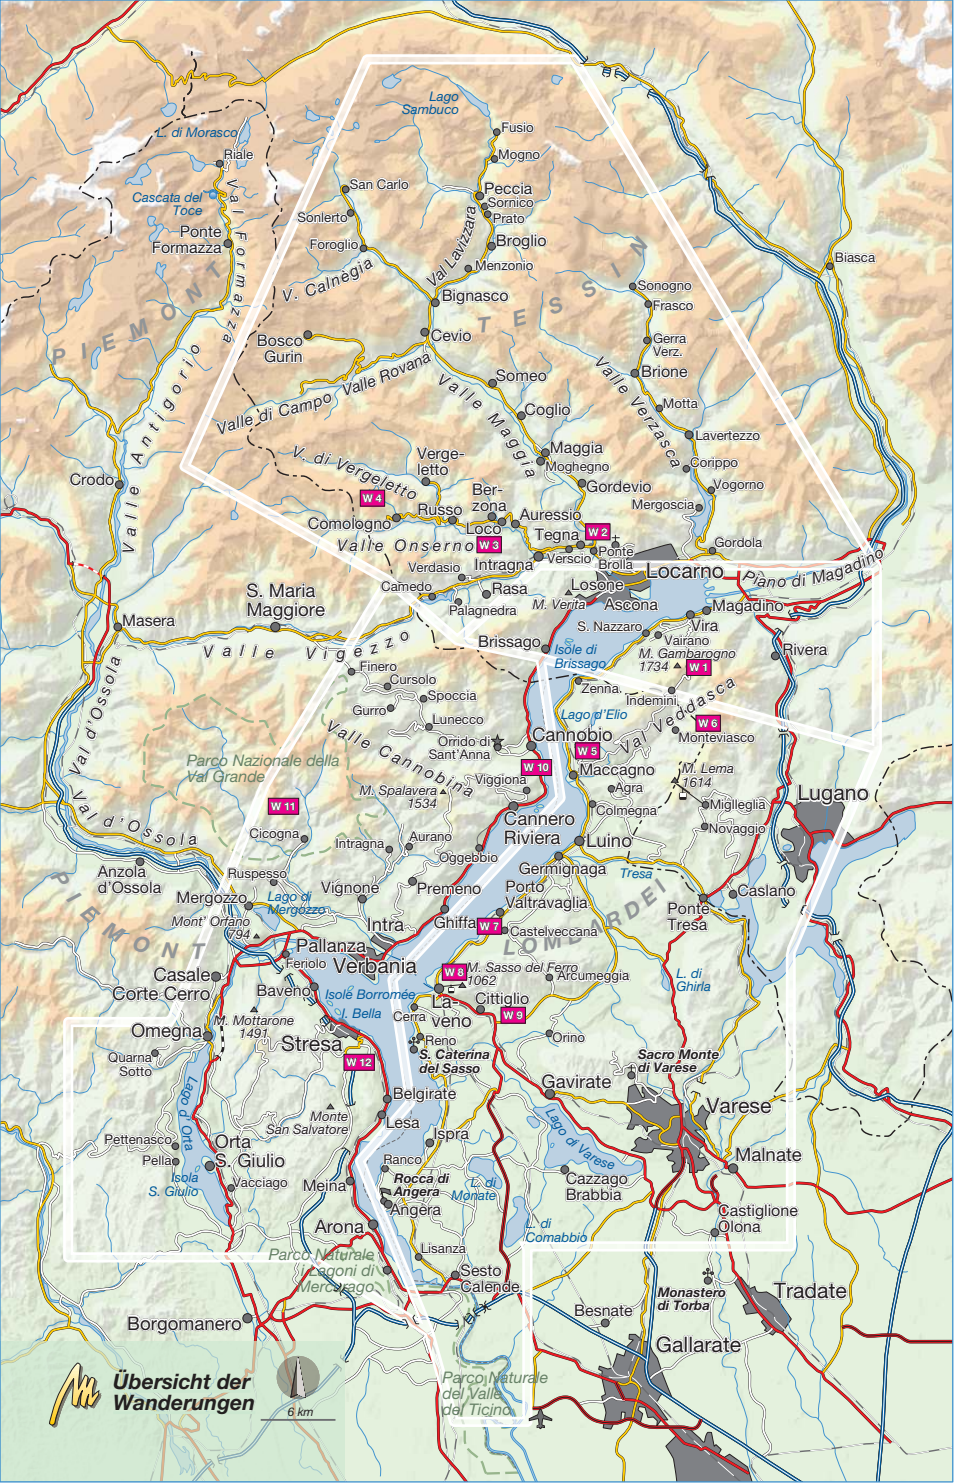 Lago
Sambuco
L. di Morasco
Fusio
Riale
Mogno
San Carlo
Peccia
Cascata del
Toce
Sornico
Prato
Sonlerto
Ponte
Formazza
Val Formazza
Foroglio
Val Lavizzara
Broglio
Biasca
V. Calnègia
Menzonio
PIEMONT
TESSIN
Sonogno
Bignasco
Frasco
Bosco
Gurin
Cevio
Gerra
Verz.
Valle Rovana
Valle di Campo
Someo
Valle Maggia
Brione
Valle Verzasca
Valle Antigorio
Coglio
Motta
Lavertezzo
Maggia
Moghegno
Corippo
V. di Vergeletto
Verge-
letto
Crodo
Gordevio
Vogorno
W 4
Ber-
zona
Mergoscia
Comologno
Russo
Auressio
Loco
W 2
Tegna
Valle Onsernone
W 3
Verscio
Ponte
Brolla
Gordola
Verdasio
Intragna
Locarno
Piano di Magadino
Camedo
Rasa
Losone
S. Maria
Maggiore
Palagnedra
M. Verita
Ascona
Magadino
Masera
S. Nazzaro
Vira
Valle Vigezzo
Brissago
Vairano
Isole di
Brissago
M. Gambarogno
1734
Rivera
Finero
W 1
Cursolo
Zenna
Val d'Ossola
Spoccia
Indemini
Gurro
Lago d'Elio
Val Veddasca
W 6
Lunecco
Valle Cannobina
Orrido di
Sant'Anna
Cannobio
Monteviasco
W 5
Parco Nazionale della
Val Grande
W 10
Maccagno
M. Lema
1614
Viggiona
Agra
M. Spalavera
1534
Lugano
W 11
Colmegna
Miglieglia
Val d'Ossola
Cannero
Riviera
Cicogna
Aurano
Novaggio
Intragna
Luino
Oggebbio
Anzola
d'Ossola
Ruspesso
Germignaga
Tresa
Vignone
Premeno
Porto
Valtravaglia
Caslano
Mergozzo
Lago di
Mergozzo
PIEMONT
LOMBARDEI
Ponte
Tresa
Mont' Orfano
794
Intra
Ghiffa
W 7
Castelveccana
Pallanza
Feriolo
Verbania
W 8
M. Sasso del Ferro
1062
Casale
Corte Cerro
Arcumeggia
L. di
Ghirla
Baveno
Isole Borromée
La-
veno
Cittiglio
I. Bella
Cerra
W 9
M. Mottarone
1491
Omegna
Stresa
Reno
Orino
S. Caterina
del Sasso
Quarna
Sotto
W 12
Sacro Monte
di Varese
Gavirate
Belgirate
Lago d' Orta
Varese
Monte
San Salvatore
Lesa
Lago di Varese
Pettenasco
Orta
S. Giulio
Ispra
Malnate
Pella
Ranco
Isola
S. Giulio
Vacciago
Meina
Rocca di
Angera
L. di
Monate
Cazzago
Brabbia
Angera
Castiglione
Olona
Arona
L. di
Comabbio
Lisanza
Parco Naturale
i Lagoni di
Mercurago
Sesto
Calende
Monastero
di Torba
Tradate
Borgomanero
Besnate
Gallarate
Übersicht der
Wanderungen
Parco Naturale
del Valle
del Ticino
6 km